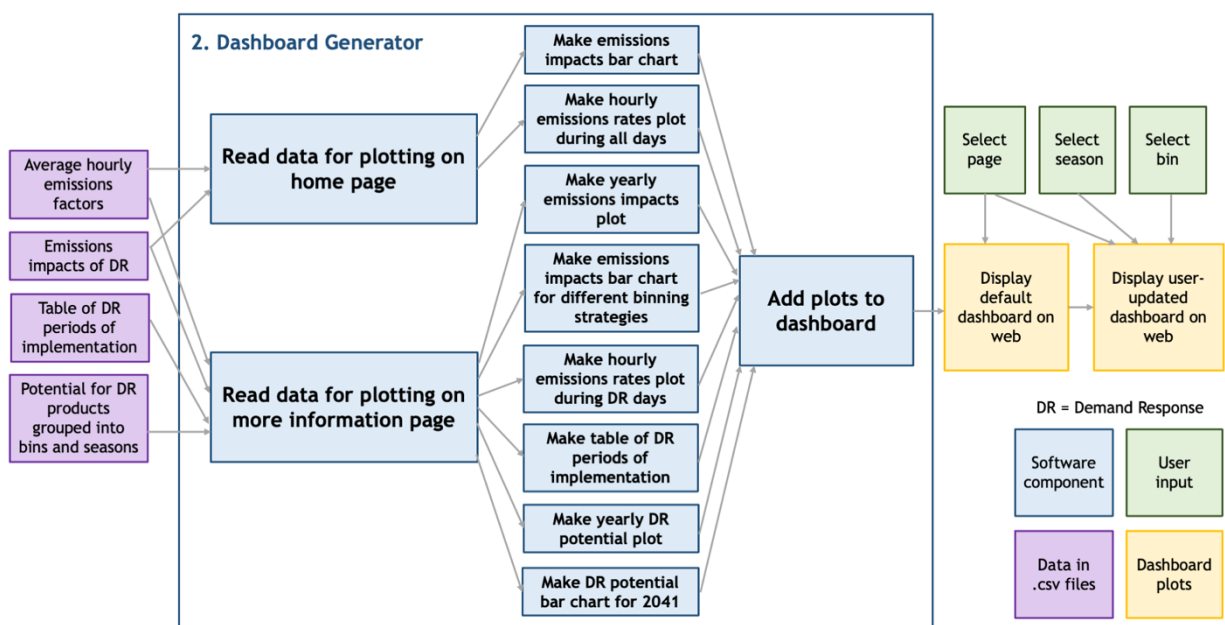 2. Dashboard Generator
Average hourly
emissions
factors
Emissions
impacts of DR
Table of DR
periods of
implementation
Potential for DR
products
grouped into
bins and seasons
Read data for plotting on
home page
Read data for plotting on
more information page
Make emissions
impacts bar chart
Make hourly
emissions rates plot
during all days
Make yearly
emissions impacts
plot
Make emissions
impacts bar chart
for different binning
strategies
Make hourly
emissions rates plot
during DR days
Make table of DR
periods of
implementation
Make yearly DR
potential plot
Make DR potential
bar chart for 2041
Add plots to
dashboard
Select
page
Select
season
Select
bin
Display
default
dashboard on
web
Display user-
updated
dashboard on
web
DR = Demand Response
Software
component
User
input
Data in
.csv files
Dashboard
plots